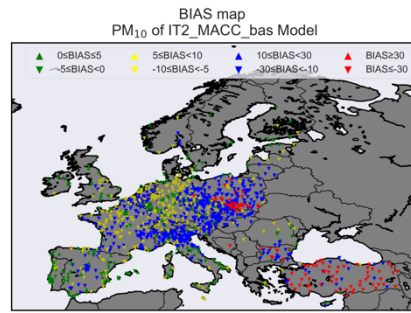 BIAS map
PM₁₀ of IT2_MACC_bas Model
0≤BIAS≤5 5≤BIAS<10 10≤BIAS<30 BIAS≥30
-5≤BIAS<0 -10≤BIAS<-5 -30≤BIAS<-10 BIAS≤-30